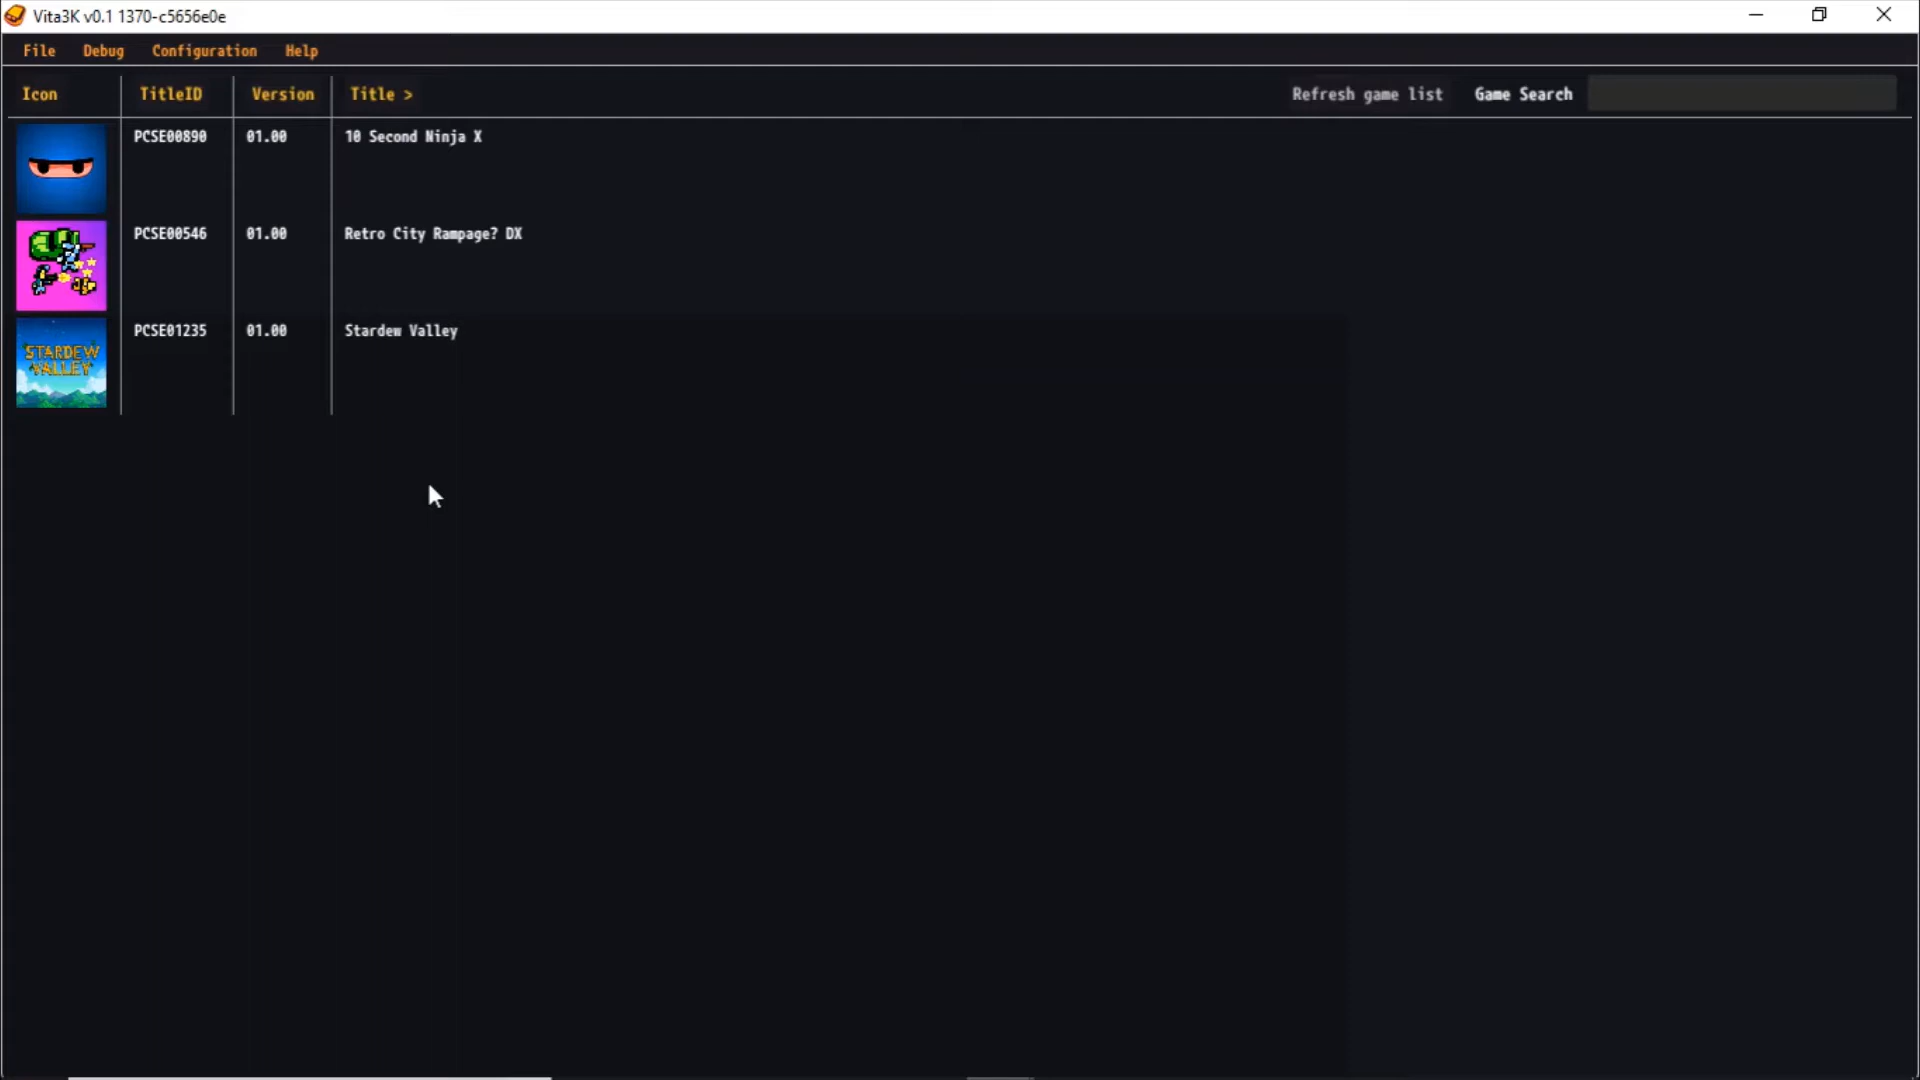 Vita3K v0.1 1370-c5656e0e
File Debug Configuration Help
Icon TitleID Version Title > Refresh game list Game Search
PCSE00890 01.00 10 Second Ninja X
PCSE00546 01.00 Retro City Rampage? DX
STARDEW
VALLEY
PCSE01235 01.00 Stardew Valley